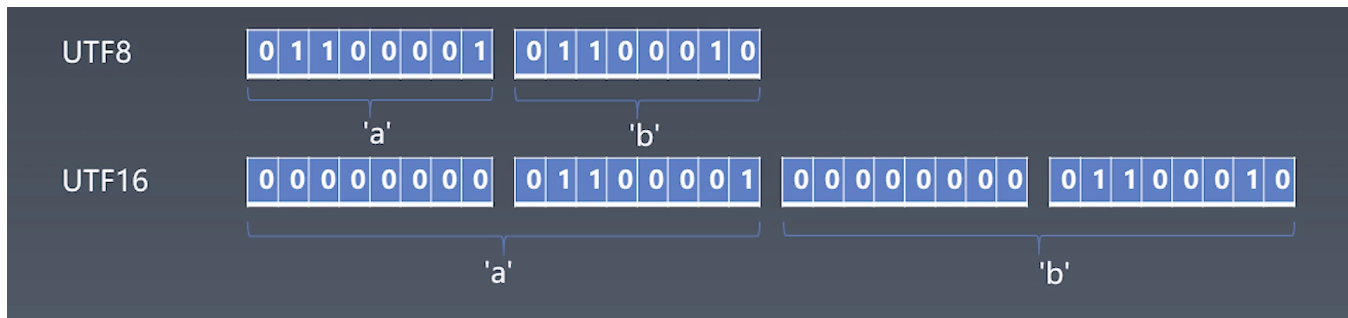 UTF8 0 1 1 0 0 0 0 1 0 1 1 0 0 0 1 0
'a' 'b'
UTF16 0 0 0 0 0 0 0 0 0 1 1 0 0 0 0 1 0 0 0 0 0 0 0 0 0 1 1 0 0 0 1 0
'a' 'b'